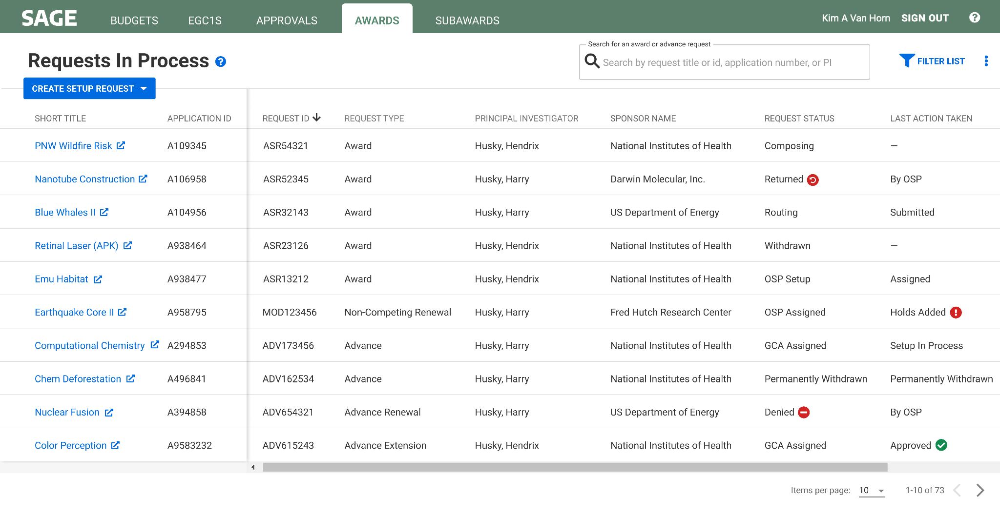 SAGE BUDGETS EGC1S APPROVALS AWARDS SUBAWARDS Kim A Van Horn SIGN OUT ?
Requests In Process ?
Search for an award or advance request
Search by request title or id, application number, or PI
FILTER LIST
CREATE SETUP REQUEST
SHORT TITLE APPLICATION ID REQUEST ID REQUEST TYPE PRINCIPAL INVESTIGATOR SPONSOR NAME REQUEST STATUS LAST ACTION TAKEN
PNW Wildfire Risk A109345 ASR54321 Award Husky, Hendrix National Institutes of Health Composing —
Nanotube Construction A106958 ASR52345 Award Husky, Harry Darwin Molecular, Inc. Returned By OSP
Blue Whales II A104956 ASR32143 Award Husky, Harry US Department of Energy Routing Submitted
Retinal Laser (APK) A938464 ASR23126 Award Husky, Hendrix National Institutes of Health Withdrawn —
Emu Habitat A938477 ASR13212 Award Husky, Hendrix National Institutes of Health OSP Setup Assigned
Earthquake Core II A958795 MOD123456 Non-Competing Renewal Husky, Harry Fred Hutch Research Center OSP Assigned Holds Added
Computational Chemistry A294853 ADV173456 Advance Husky, Harry National Institutes of Health GCA Assigned Setup In Process
Chem Deforestation A496841 ADV162534 Advance Husky, Harry National Institutes of Health Permanently Withdrawn Permanently Withdrawn
Nuclear Fusion A394858 ADV654321 Advance Renewal Husky, Harry US Department of Energy Denied By OSP
Color Perception A9583232 ADV615243 Advance Extension Husky, Hendrix National Institutes of Health GCA Assigned Approved
Items per page: 10 1-10 of 73